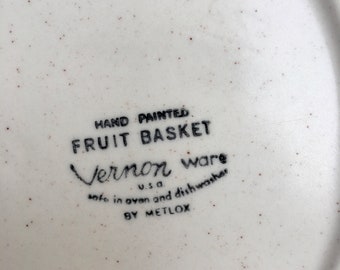 HAND PAINTED
FRUIT BASKET
Vernon ware
U.S.A.
safe in oven and dishwasher
BY METLOX